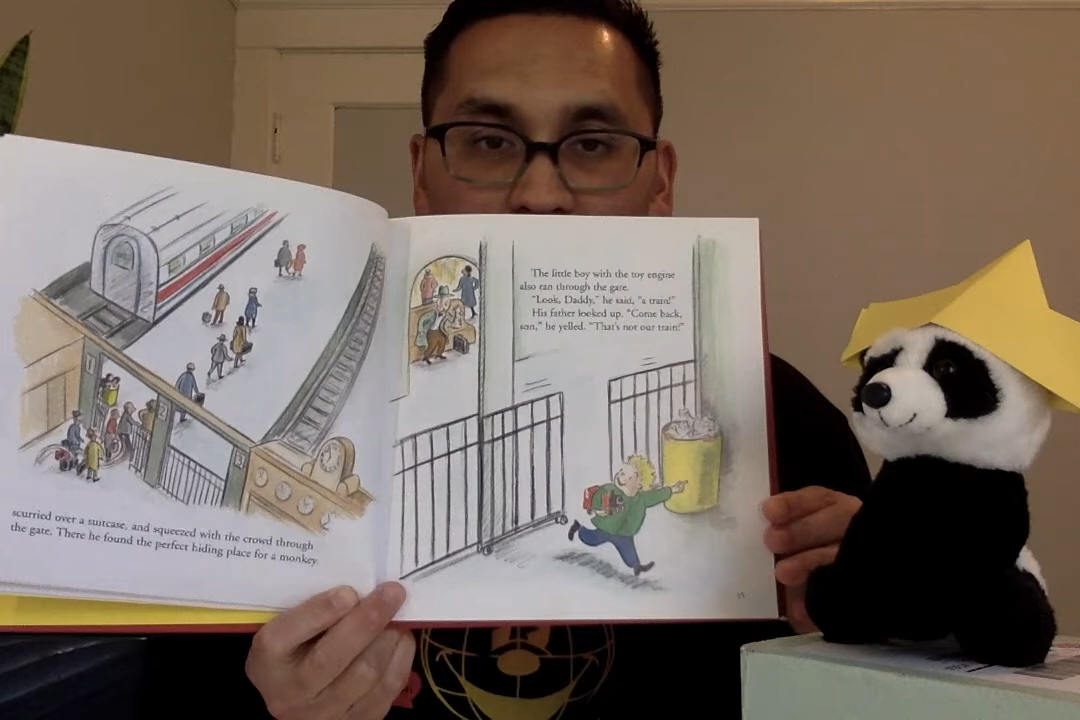 scurried over a suitcase, and squeezed with the crowd through
the gate. There he found the perfect hiding place for a monkey.
The little boy with the toy engine
also ran through the gate.
"Look, Daddy," he said, "a train!"
His father looked up. "Come back,
son," he yelled. "That's not our train!"